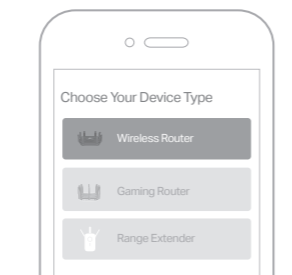 Choose Your Device Type
Wireless Router
Gaming Router
Range Extender